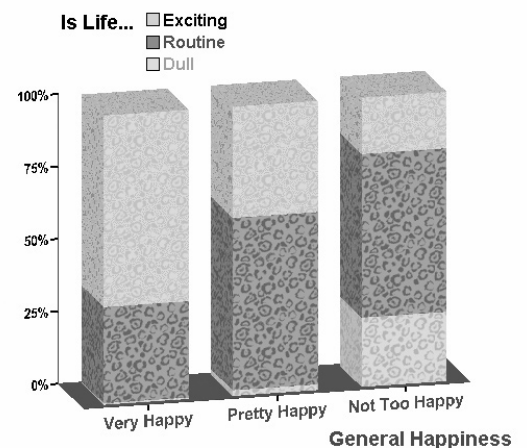 Is Life...
Exciting
Routine
Dull
100%
75%
50%
25%
0%
Very Happy
Pretty Happy
Not Too Happy
General Happiness